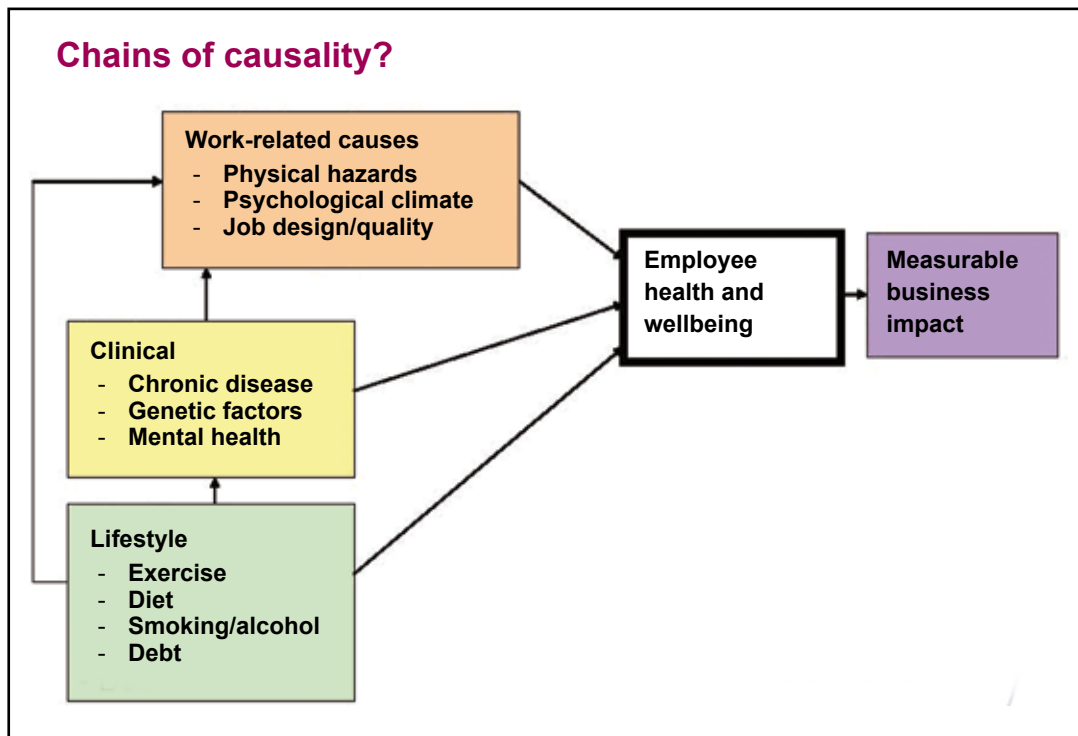 Chains of causality?
Work-related causes
- Physical hazards
- Psychological climate
- Job design/quality
Employee
health and
wellbeing
Measurable
business
impact
Clinical
- Chronic disease
- Genetic factors
- Mental health
Lifestyle
- Exercise
- Diet
- Smoking/alcohol
- Debt